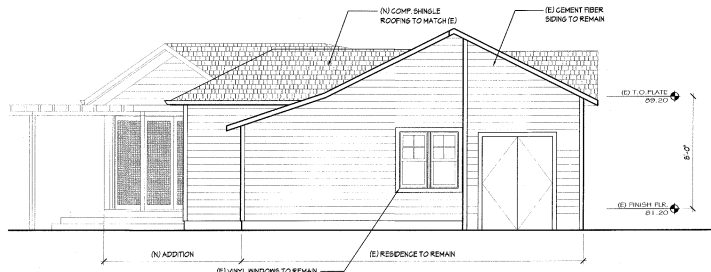 (N) COMP. SHINGLE
ROOFING TO MATCH (E)
(E) CEMENT FIBER
SIDING TO REMAIN
(E) T.O. PLATE
89.20
8'-0"
(E) FINISH FLR.
81.20
(N) ADDITION
(E) RESIDENCE TO REMAIN
(E) VINYL WINDOWS TO REMAIN